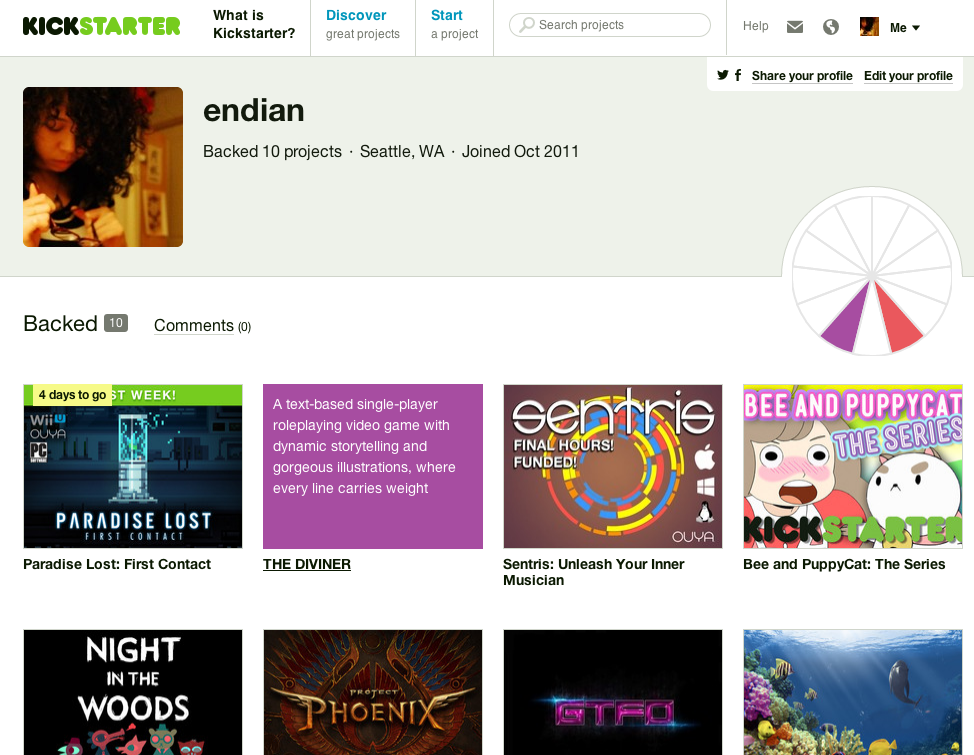 KICKSTARTER
What is
Kickstarter?
Discover
great projects
Start
a project
Search projects
Help
Me
Share your profile
Edit your profile
endian
Backed 10 projects · Seattle, WA · Joined Oct 2011
Backed 10
Comments (0)
4 days to go
ST WEEK!
WiiU
OUYA
PC
PARADISE LOST
FIRST CONTACT
A text-based single-player
roleplaying video game with
dynamic storytelling and
gorgeous illustrations, where
every line carries weight
sentris
FINAL HOURS!
FUNDED!
OUYA
BEE AND PUPPYCAT
THE SERIES
KICKSTARTER
Paradise Lost: First Contact
THE DIVINER
Sentris: Unleash Your Inner
Musician
Bee and PuppyCat: The Series
NIGHT
IN THE
WOODS
PROJECT
PHOENIX
GTFO